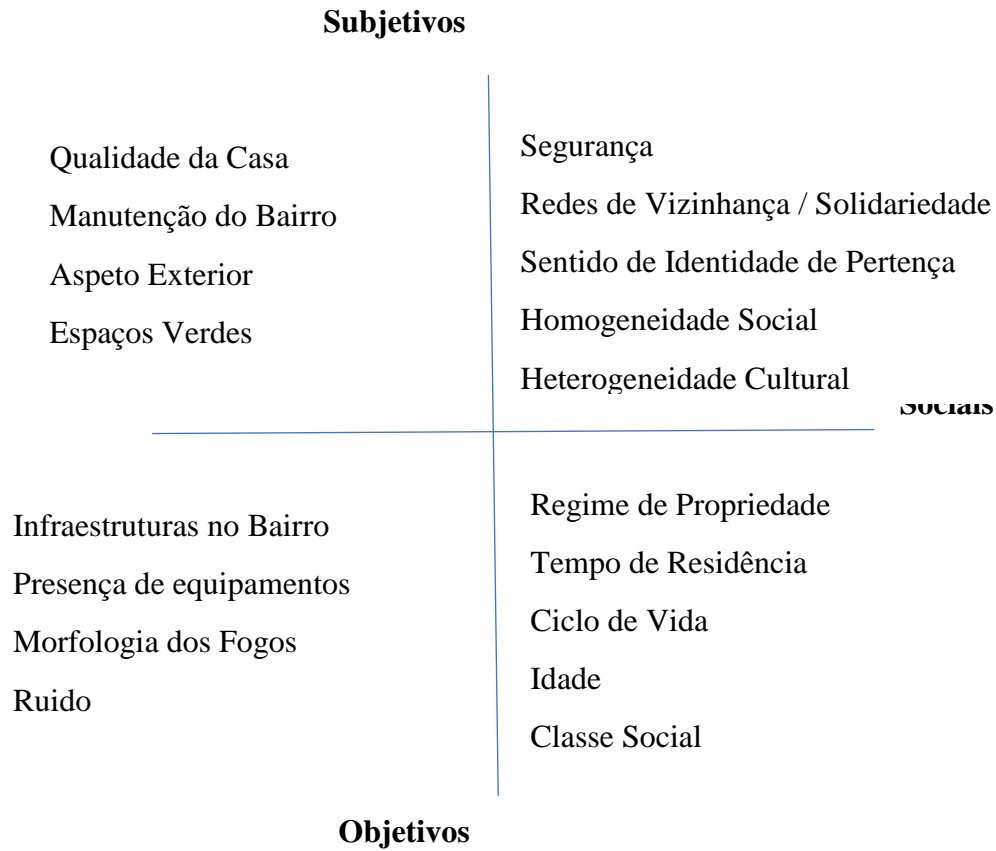 Subjetivos
Qualidade da Casa
Manutenção do Bairro
Aspeto Exterior
Espaços Verdes
Segurança
Redes de Vizinhança / Solidariedade
Sentido de Identidade de Pertença
Homogeneidade Social
Heterogeneidade Cultural
Sociais
Infraestruturas no Bairro
Presença de equipamentos
Morfologia dos Fogos
Ruido
Regime de Propriedade
Tempo de Residência
Ciclo de Vida
Idade
Classe Social
Objetivos